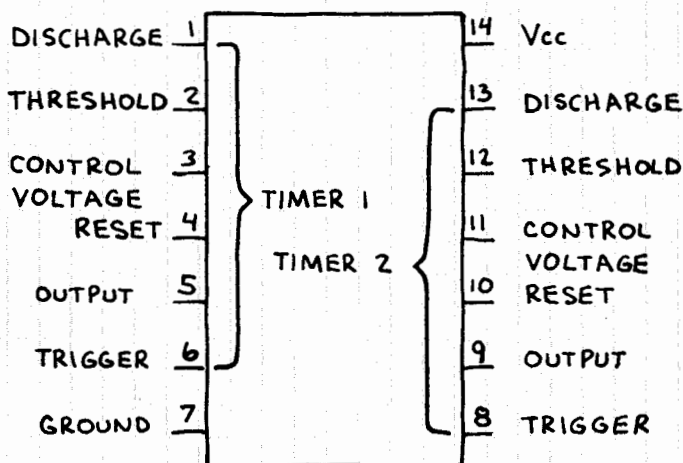 DISCHARGE 1
THRESHOLD 2
CONTROL 3
VOLTAGE
RESET 4
OUTPUT 5
TRIGGER 6
GROUND 7
TIMER 1
TIMER 2
14 Vcc
13 DISCHARGE
12 THRESHOLD
11 CONTROL
VOLTAGE
10 RESET
9 OUTPUT
8 TRIGGER